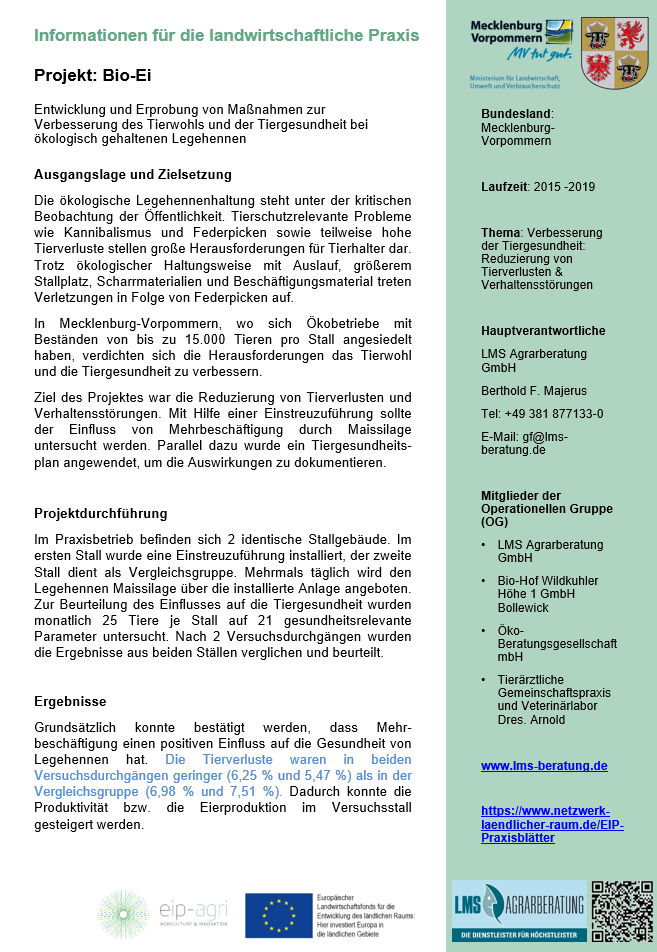 Informationen für die landwirtschaftliche Praxis
Projekt: Bio-Ei
Entwicklung und Erprobung von Maßnahmen zur
Verbesserung des Tierwohls und der Tiergesundheit bei
ökologisch gehaltenen Legehennen
Ausgangslage und Zielsetzung
Die ökologische Legehennenhaltung steht unter der kritischen
Beobachtung der Öffentlichkeit. Tierschutzrelevante Probleme
wie Kannibalismus und Federpicken sowie teilweise hohe
Tierverluste stellen große Herausforderungen für Tierhalter dar.
Trotz ökologischer Haltungsweise mit Auslauf, größerem
Stallplatz, Scharrmaterialien und Beschäftigungsmaterial treten
Verletzungen in Folge von Federpicken auf.
In Mecklenburg-Vorpommern, wo sich Ökobetriebe mit
Beständen von bis zu 15.000 Tieren pro Stall angesiedelt
haben, verdichten sich die Herausforderungen das Tierwohl
und die Tiergesundheit zu verbessern.
Ziel des Projektes war die Reduzierung von Tierverlusten und
Verhaltensstörungen. Mit Hilfe einer Einstreuzuführung sollte
der Einfluss von Mehrbeschäftigung durch Maissilage
untersucht werden. Parallel dazu wurde ein Tiergesundheits-
plan angewendet, um die Auswirkungen zu dokumentieren.
Projektdurchführung
Im Praxisbetrieb befinden sich 2 identische Stallgebäude. Im
ersten Stall wurde eine Einstreuzuführung installiert, der zweite
Stall dient als Vergleichsgruppe. Mehrmals täglich wird den
Legehennen Maissilage über die installierte Anlage angeboten.
Zur Beurteilung des Einflusses auf die Tiergesundheit wurden
monatlich 25 Tiere je Stall auf 21 gesundheitsrelevante
Parameter untersucht. Nach 2 Versuchsdurchgängen wurden
die Ergebnisse aus beiden Ställen verglichen und beurteilt.
Ergebnisse
Grundsätzlich konnte bestätigt werden, dass Mehr-
beschäftigung einen positiven Einfluss auf die Gesundheit von
Legehennen hat. Die Tierverluste waren in beiden
Versuchsdurchgängen geringer (6,25 % und 5,47 %) als in der
Vergleichsgruppe (6,98 % und 7,51 %). Dadurch konnte die
Produktivität bzw. die Eierproduktion im Versuchsstall
gesteigert werden.
eip-agri
AGRICULTURE & INNOVATION
Europäischer
Landwirtschaftsfonds für die
Entwicklung des ländlichen Raums:
Hier investiert Europa in
die ländlichen Gebiete
Mecklenburg
Vorpommern
MV tut gut.
Ministerium für Landwirtschaft,
Umwelt und Verbraucherschutz
Bundesland:
Mecklenburg-
Vorpommern
Laufzeit: 2015 -2019
Thema: Verbesserung
der Tiergesundheit:
Reduzierung von
Tierverlusten &
Verhaltensstörungen
Hauptverantwortliche
LMS Agrarberatung
GmbH
Berthold F. Majerus
Tel: +49 381 877133-0
E-Mail: gf@lms-
beratung.de
Mitglieder der
Operationellen Gruppe
(OG)
• LMS Agrarberatung
GmbH
• Bio-Hof Wildkuhler
Höhe 1 GmbH
Bollewick
• Öko-
Beratungsgesellschaft
mbH
• Tierärztliche
Gemeinschaftspraxis
und Veterinärlabor
Dres. Arnold
www.lms-beratung.de
https://www.netzwerk-
laendlicher-raum.de/EIP-
Praxisblätter
LMS AGRARBERATUNG
DIE DIENSTLEISTER FÜR HÖCHSTLEISTER